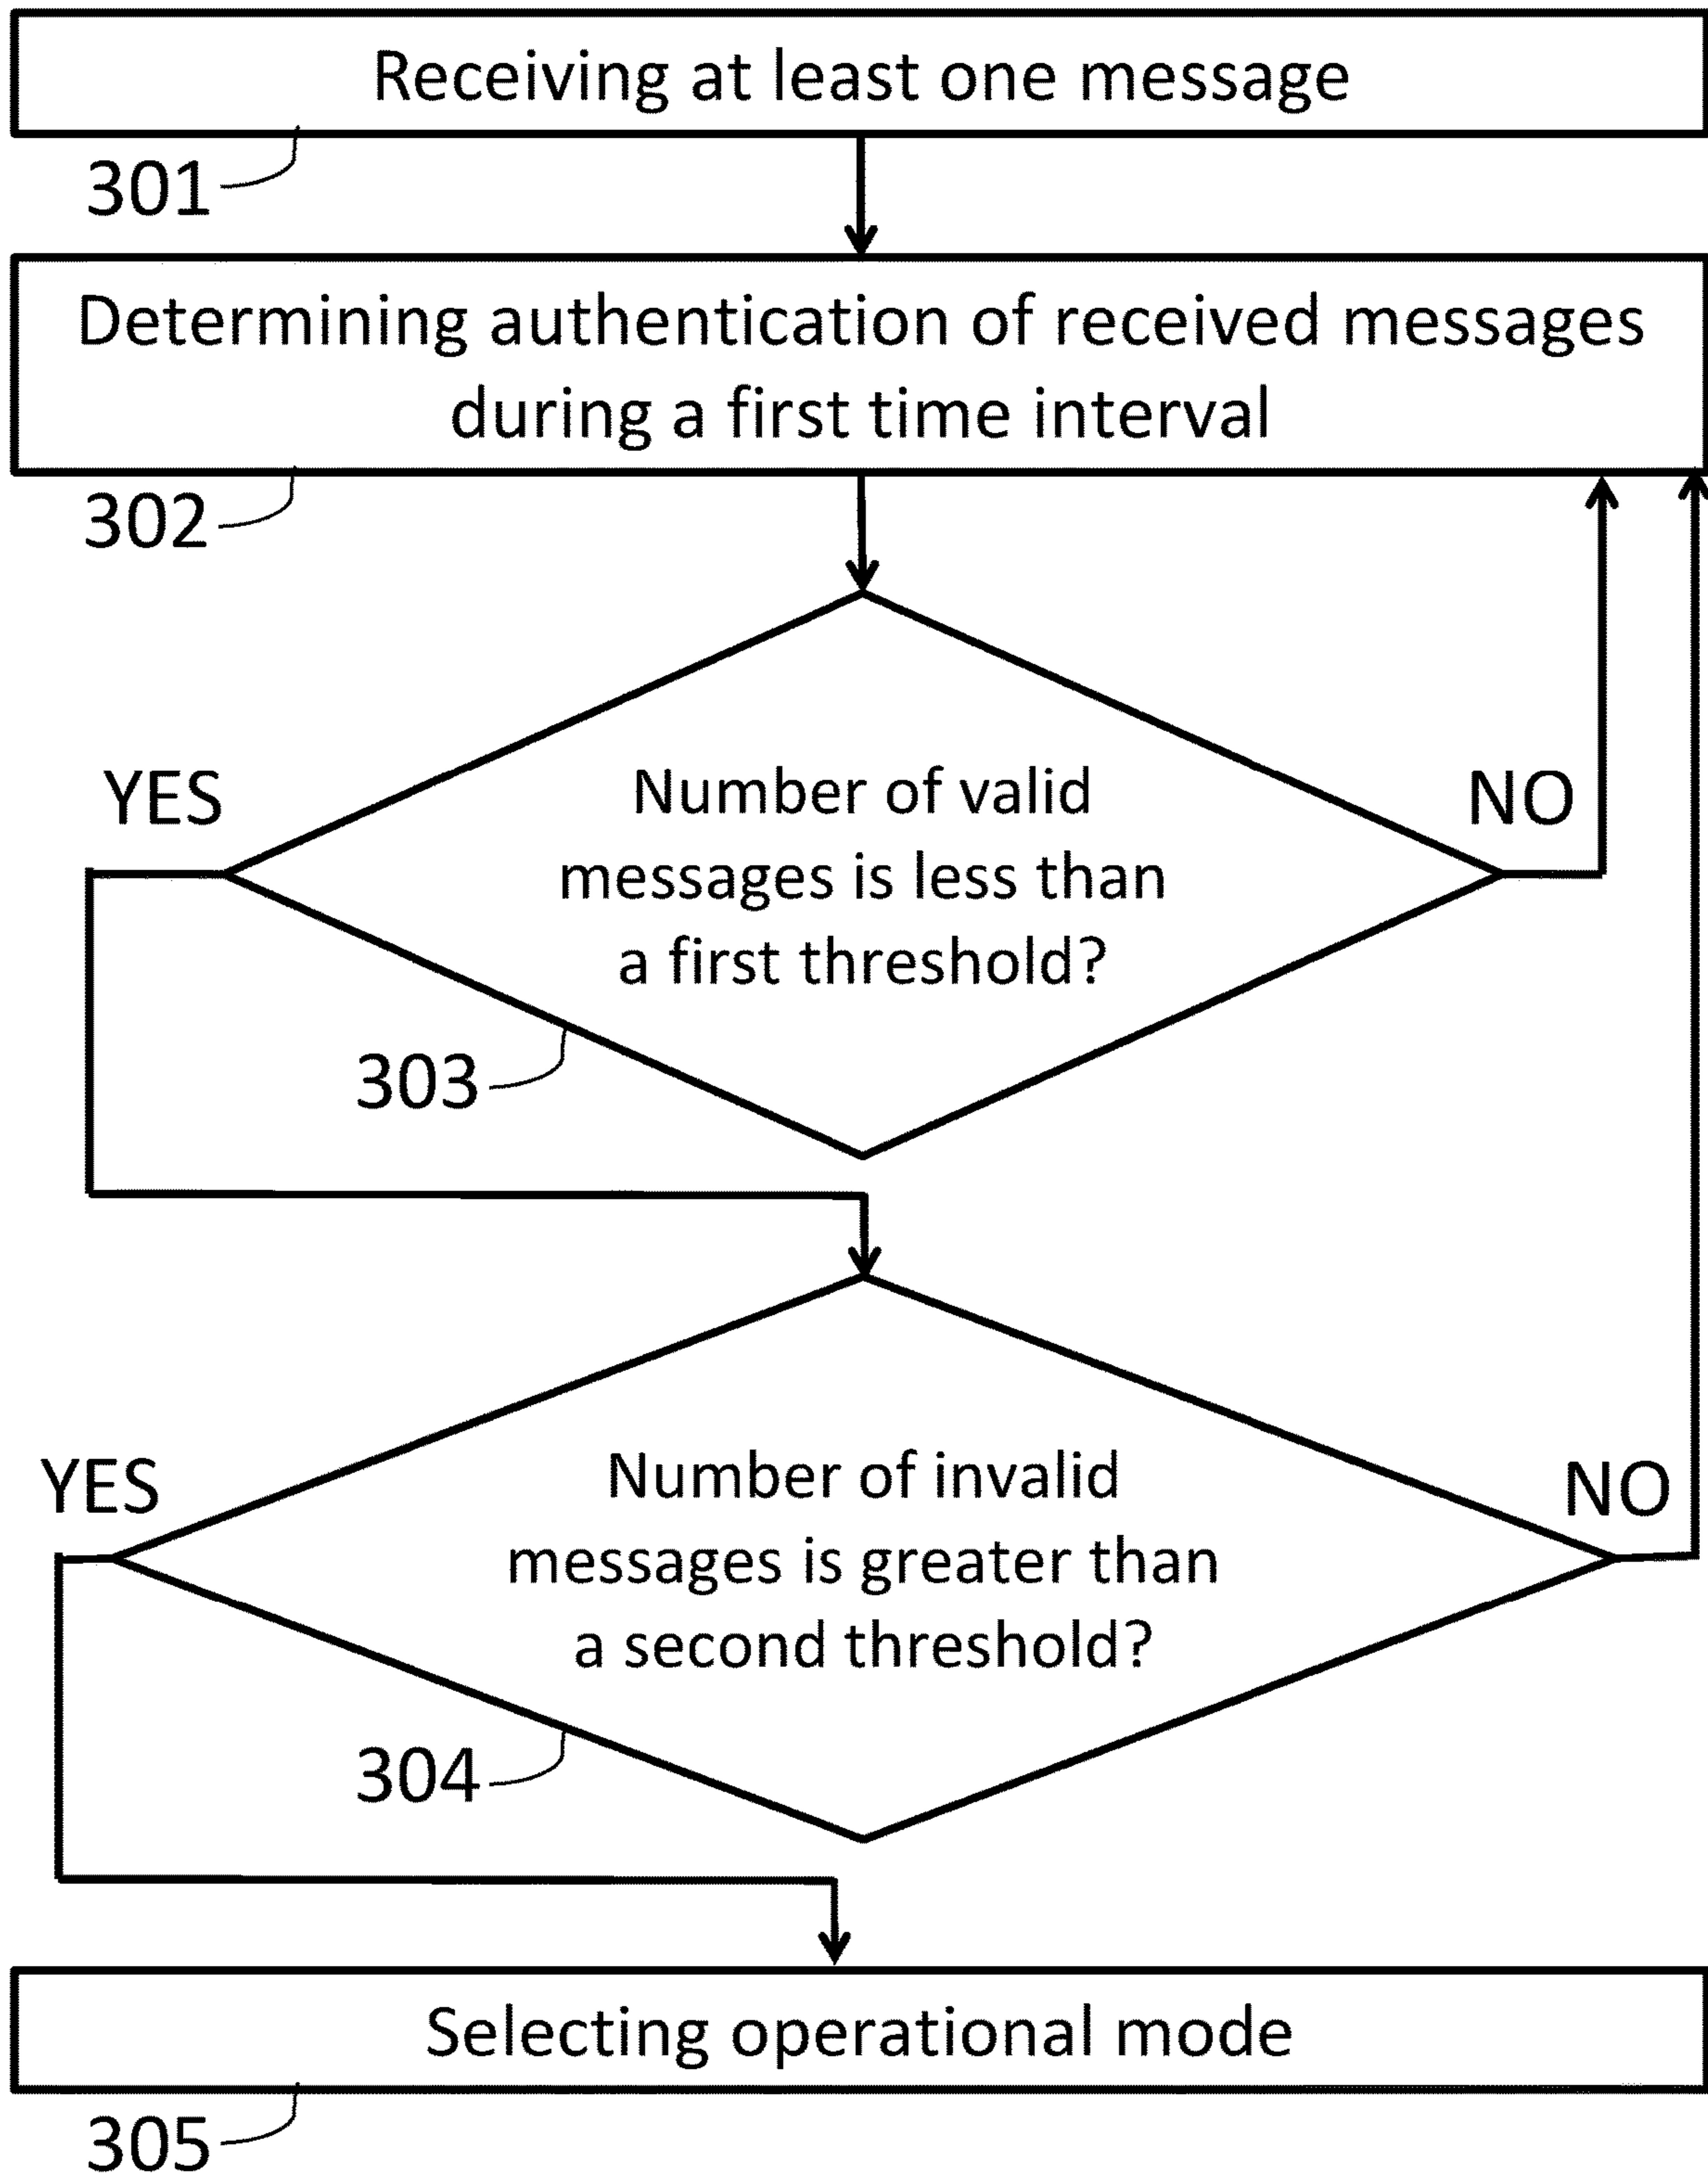 Receiving at least one message
301
Determining authentication of received messages
during a first time interval
302
YES
NO
Number of valid
messages is less than
a first threshold?
303
YES
NO
Number of invalid
messages is greater than
a second threshold?
304
Selecting operational mode
305